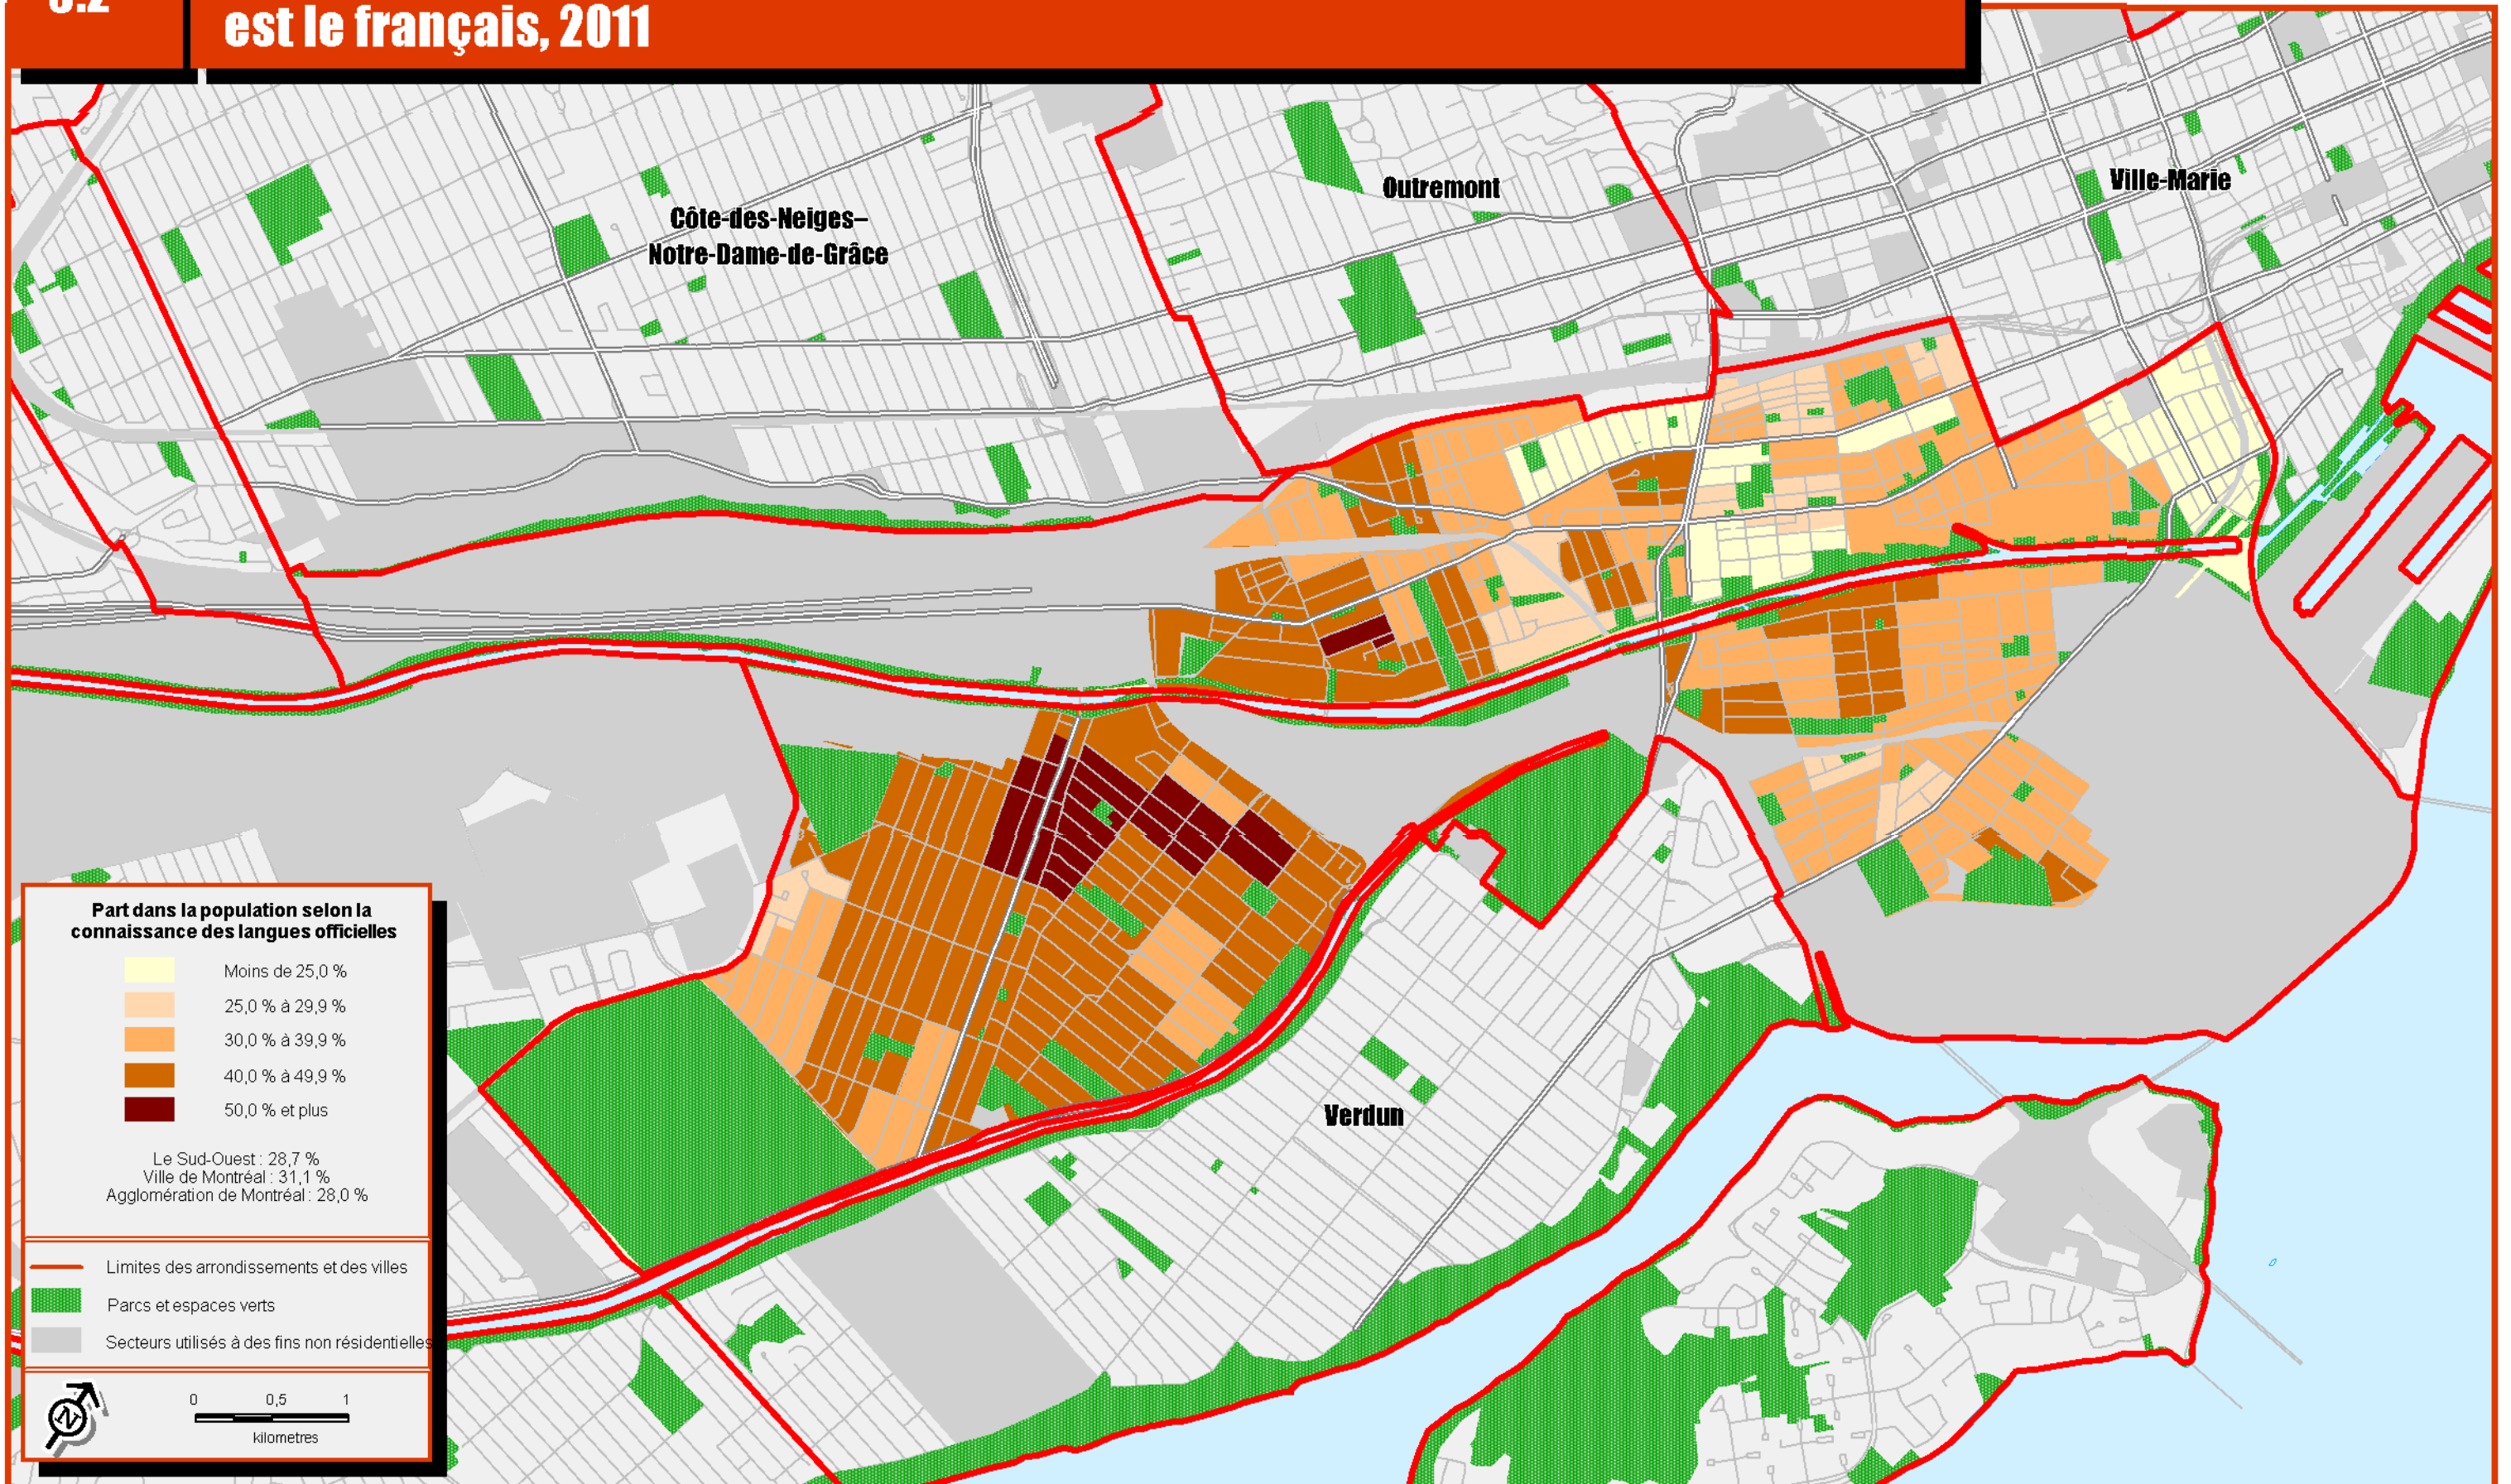 est le français, 2011
Côte-des-Neiges–
Notre-Dame-de-Grâce
Outremont
Ville-Marie
Verdun
Part dans la population selon la
connaissance des langues officielles
Moins de 25,0 %
25,0 % à 29,9 %
30,0 % à 39,9 %
40,0 % à 49,9 %
50,0 % et plus
Le Sud-Ouest : 28,7 %
Ville de Montréal : 31,1 %
Agglomération de Montréal : 28,0 %
Limites des arrondissements et des villes
Parcs et espaces verts
Secteurs utilisés à des fins non résidentielles
N
0 0,5 1
kilometres